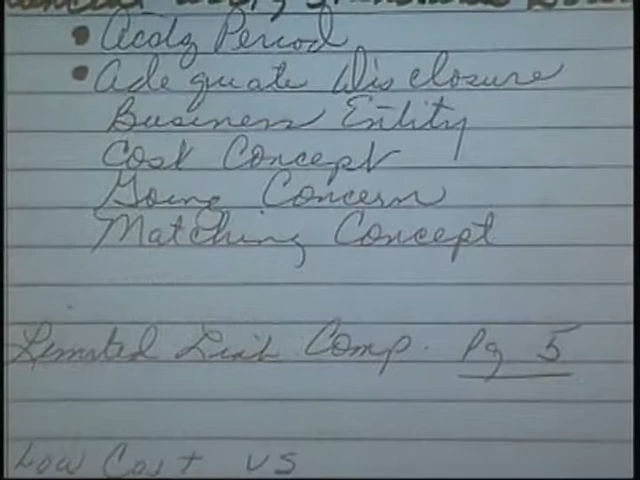 • Acctg Period
• Adequate Disclosure
Business Entity
Cost Concept
Going Concern
Matching Concept
Limited Liab Comp. Pg 5
Low Cost vs